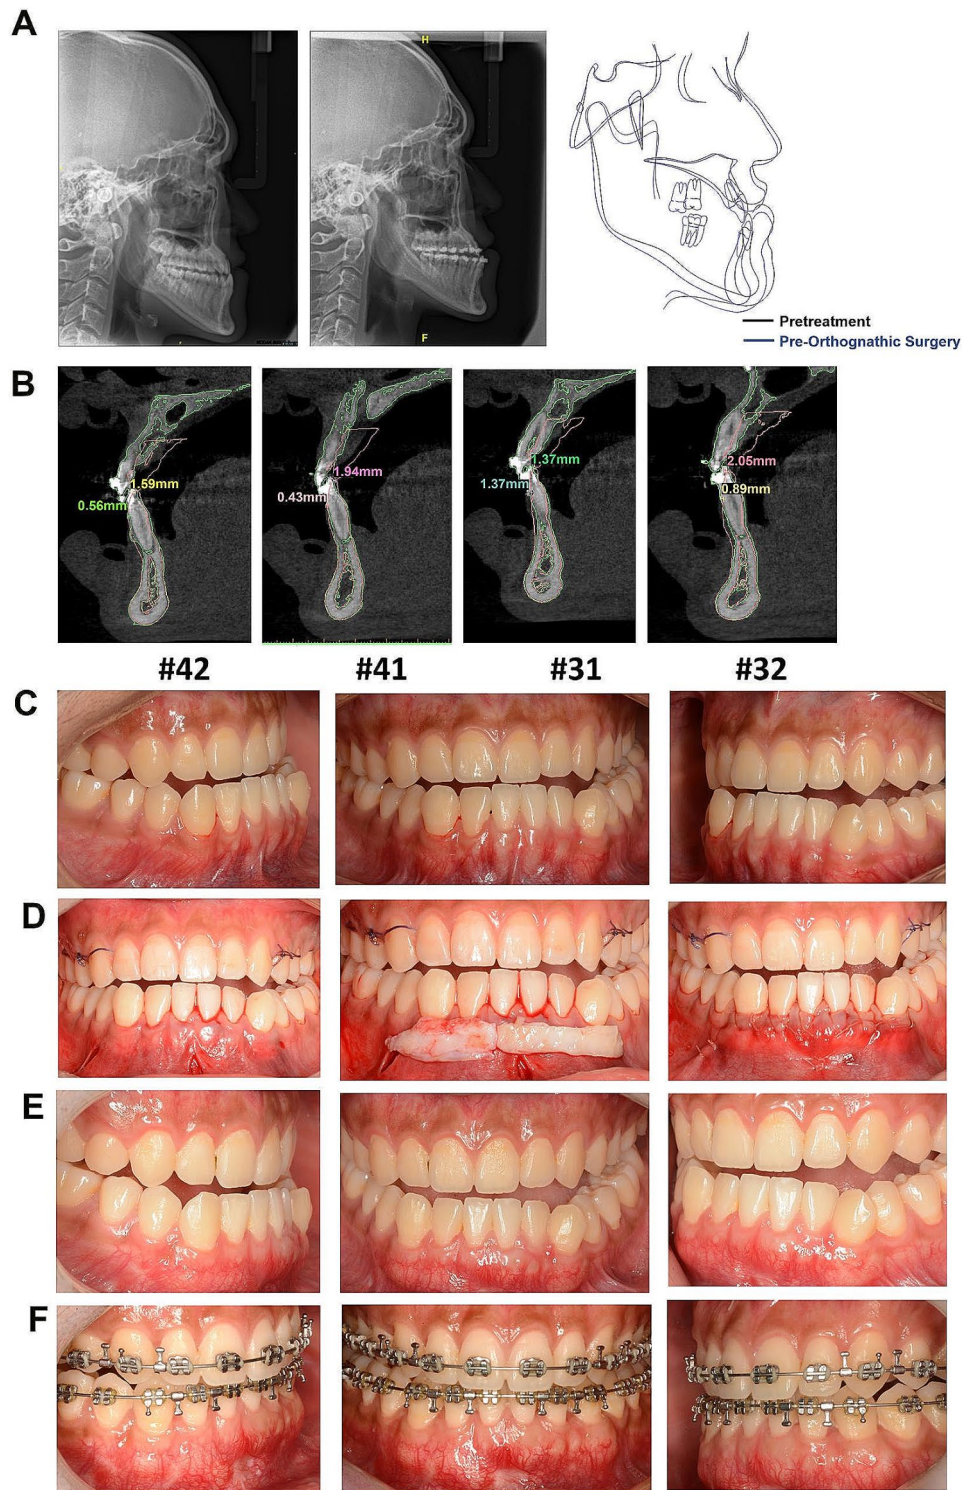 A
H
F
Pretreatment
Pre-Orthognathic Surgery
B
1.59mm
0.56mm
1.94mm
0.43mm
1.37mm
1.37mm
2.05mm
0.89mm
#42 #41 #31 #32
C
D
E
F